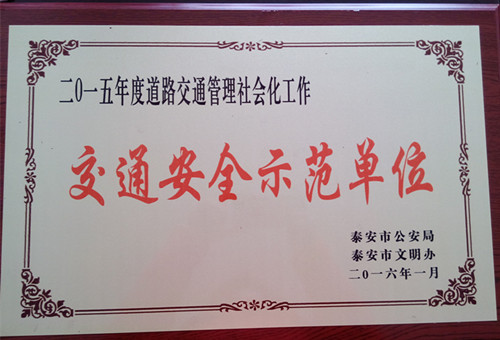 二〇一五年度道路交通管理社会化工作
交通安全示范单位
泰安市公安局
泰安市文明办
二〇一六年一月